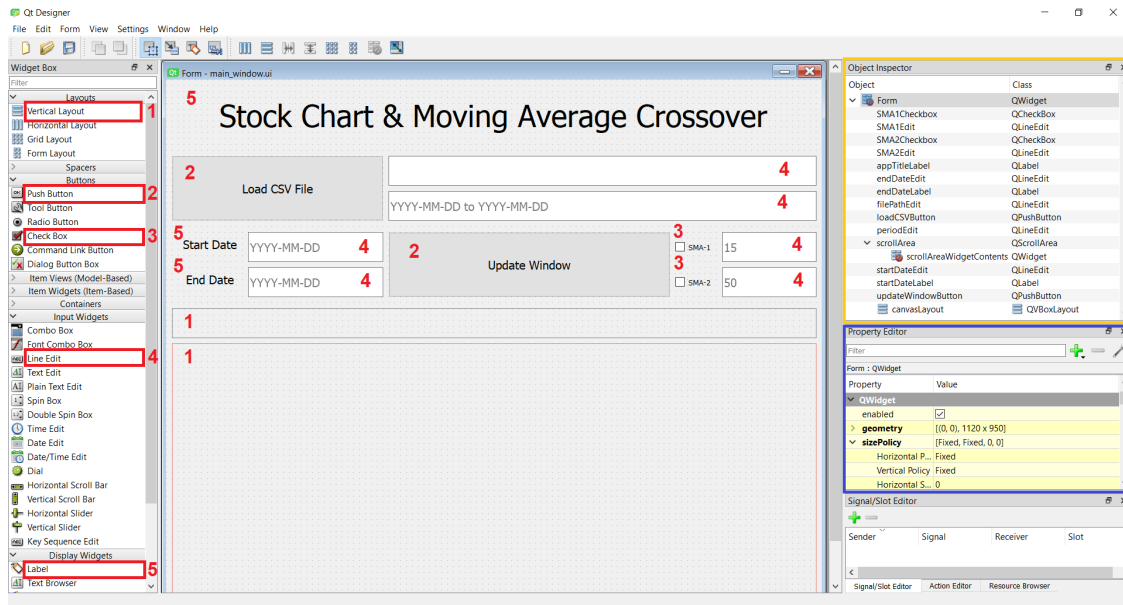 Qt Designer
File Edit Form View Settings Window Help
Widget Box
Filter
Layouts
Vertical Layout 1
Horizontal Layout
Grid Layout
Form Layout
Spacers
Buttons
Push Button 2
Tool Button
Radio Button
Check Box 3
Command Link Button
Dialog Button Box
Item Views (Model-Based)
Item Widgets (Item-Based)
Containers
Input Widgets
Combo Box
Font Combo Box
Line Edit 4
Text Edit
Plain Text Edit
Spin Box
Double Spin Box
Time Edit
Date Edit
Date/Time Edit
Dial
Horizontal Scroll Bar
Vertical Scroll Bar
Horizontal Slider
Vertical Slider
Key Sequence Edit
Display Widgets
Label 5
Text Browser
Form - main_window.ui
5
Stock Chart & Moving Average Crossover
2 Load CSV File 4
YYYY-MM-DD to YYYY-MM-DD 4
5 Start Date YYYY-MM-DD 4
2 Update Window
3 SMA-1 15 4
5 End Date YYYY-MM-DD 4
3 SMA-2 50 4
1
1
Object Inspector
Object Class
Form QWidget
SMA1Checkbox QCheckBox
SMA1Edit QLineEdit
SMA2Checkbox QCheckBox
SMA2Edit QLineEdit
appTitleLabel QLabel
endDateEdit QLineEdit
endDateLabel QLabel
filePathEdit QLineEdit
loadCSVButton QPushButton
periodEdit QLineEdit
scrollArea QScrollArea
scrollAreaWidgetContents QWidget
startDateEdit QLineEdit
startDateLabel QLabel
updateWindowButton QPushButton
canvasLayout QVBoxLayout
Property Editor
Filter
Form : QWidget
Property Value
QWidget
enabled
geometry [(0, 0), 1120 x 950]
sizePolicy [Fixed, Fixed, 0, 0]
Horizontal P... Fixed
Vertical Policy Fixed
Horizontal S... 0
Signal/Slot Editor
Sender Signal Receiver Slot
Signal/Slot Editor Action Editor Resource Browser